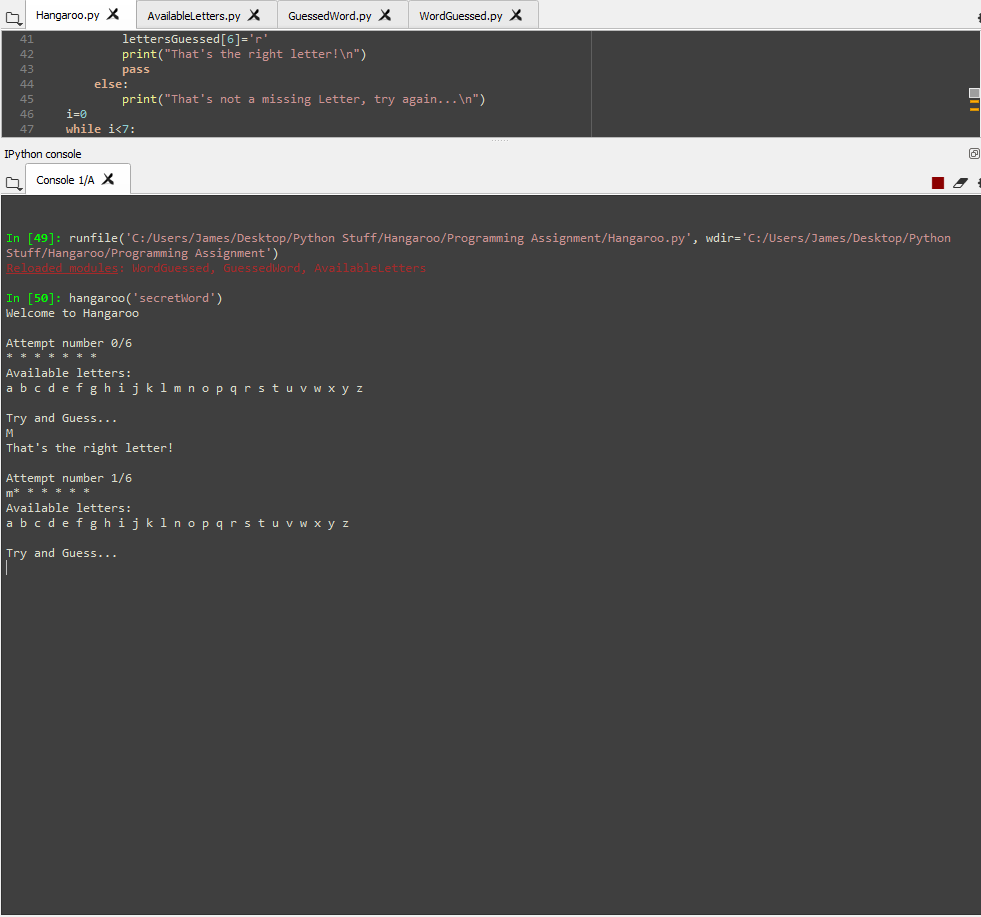 Hangaroo.py AvailableLetters.py GuessedWord.py WordGuessed.py
41 lettersGuessed[6]='r'
42 print("That's the right letter!\n")
43 pass
44 else:
45 print("That's not a missing Letter, try again...\n")
46 i=0
47 while i<7:
IPython console
Console 1/A
In [49]: runfile('C:/Users/James/Desktop/Python Stuff/Hangaroo/Programming Assignment/Hangaroo.py', wdir='C:/Users/James/Desktop/Python
Stuff/Hangaroo/Programming Assignment')
Reloaded modules: WordGuessed, GuessedWord, AvailableLetters
In [50]: hangaroo('secretWord')
Welcome to Hangaroo
Attempt number 0/6
* * * * * * *
Available letters:
a b c d e f g h i j k l m n o p q r s t u v w x y z
Try and Guess...
M
That's the right letter!
Attempt number 1/6
m* * * * * *
Available letters:
a b c d e f g h i j k l n o p q r s t u v w x y z
Try and Guess...